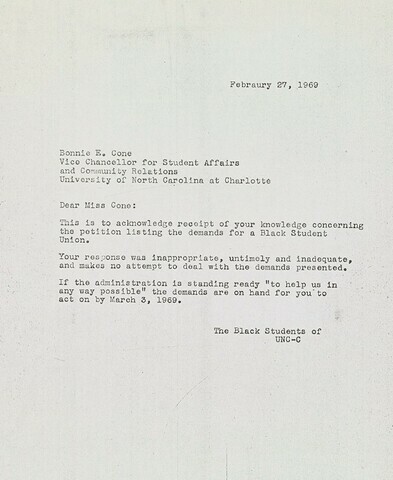 Febraury 27, 1969
Bonnie E. Cone
Vice Chancellor for Student Affairs
and Community Relations
University of North Carolina at Charlotte
Dear Miss Cone:
This is to acknowledge receipt of your knowledge concerning
the petition listing the demands for a Black Student
Union.
Your response was inappropriate, untimely and inadequate,
and makes no attempt to deal with the demands presented.
If the administration is standing ready "to help us in
any way possible" the demands are on hand for you to
act on by March 3, 1969.
The Black Students of
UNC-C